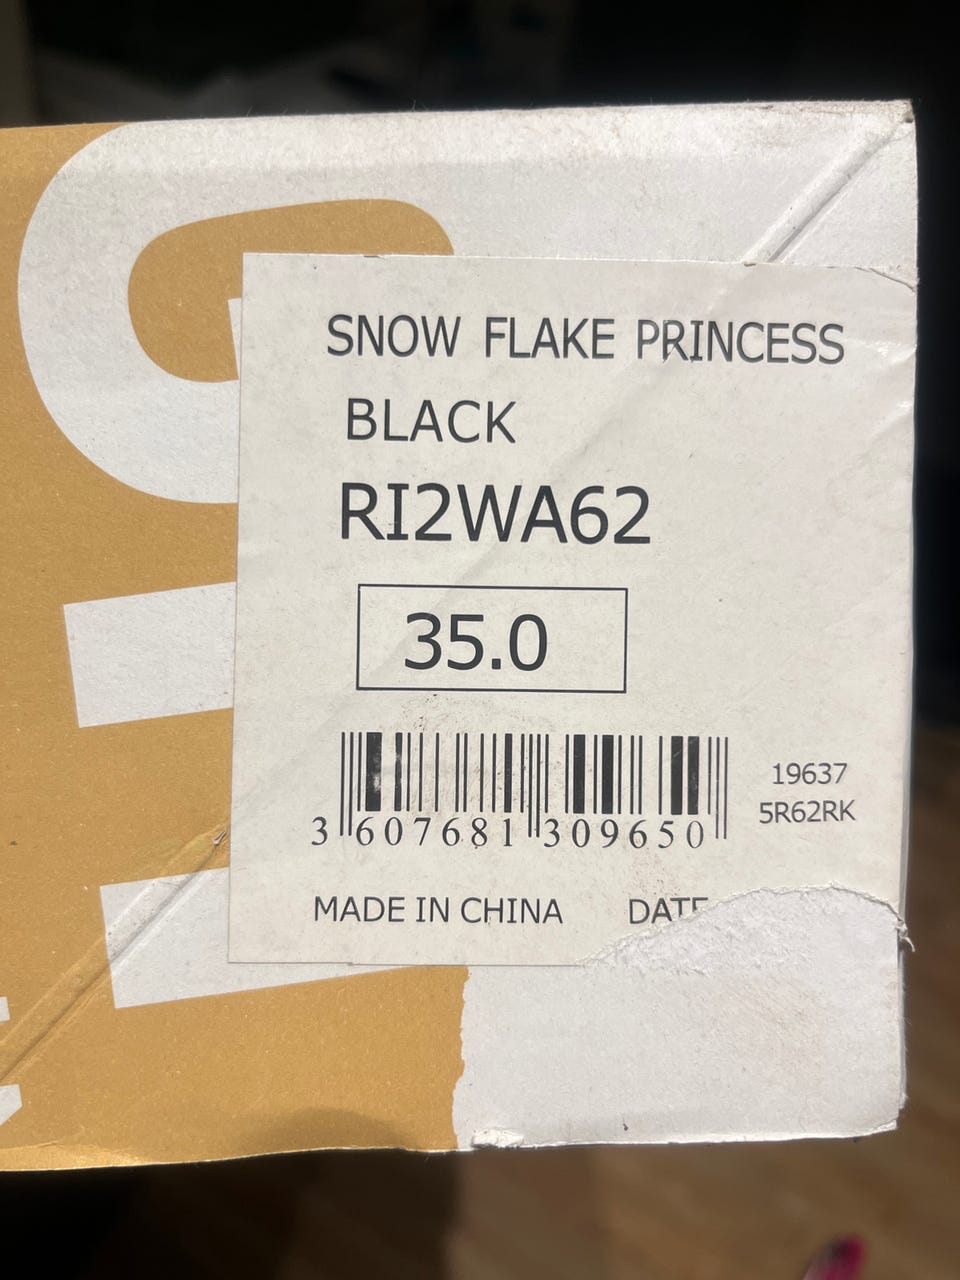 SNOW FLAKE PRINCESS
BLACK
RI2WA62
35.0
3 607681 309650
19637
5R62RK
MADE IN CHINA DATE